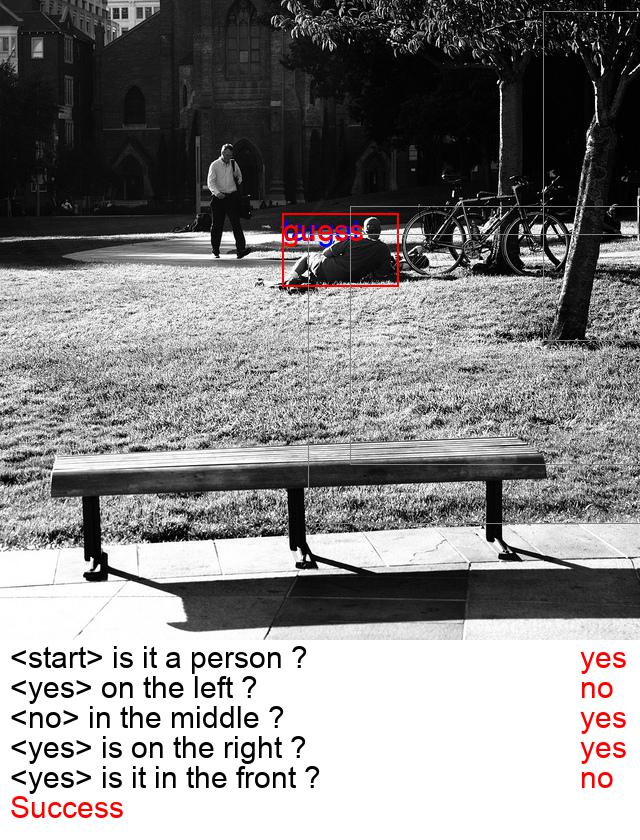 guess
<start> is it a person ? yes
<yes> on the left ? no
<no> in the middle ? yes
<yes> is on the right ? yes
<yes> is it in the front ? no
Success